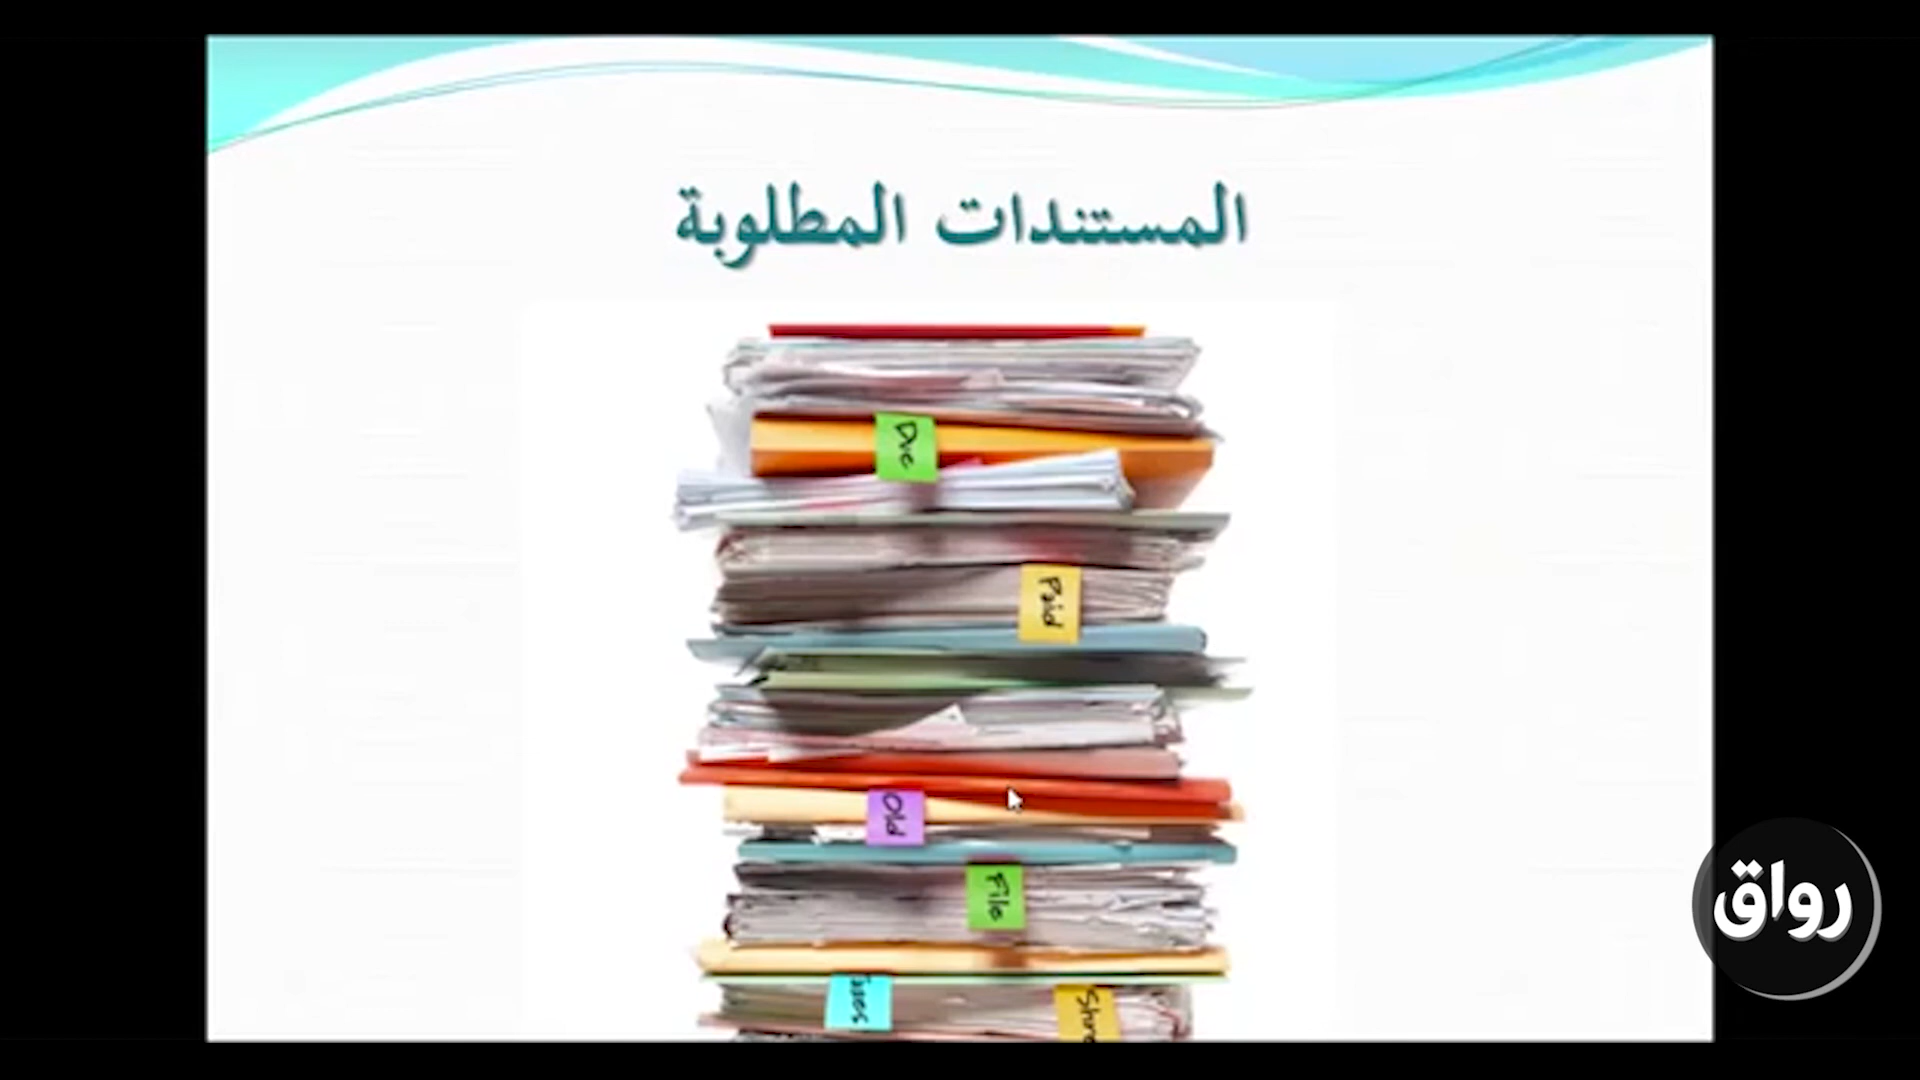 المستندات المطلوبة
Due
Paid
Old
File
رواق